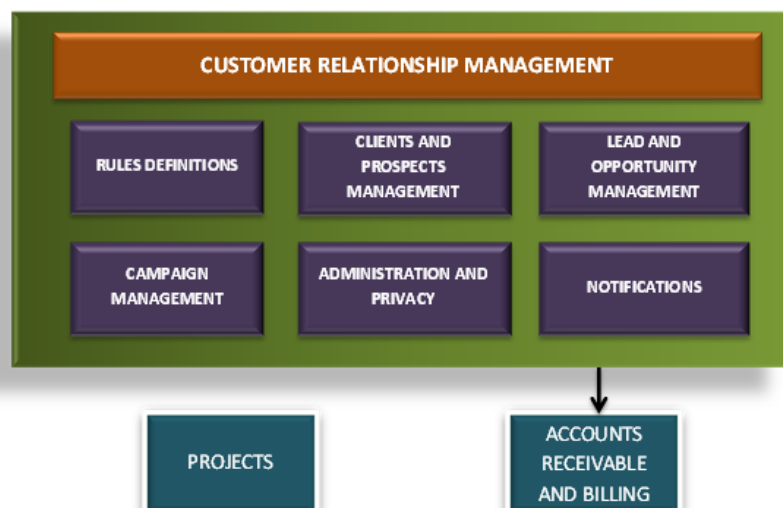 CUSTOMER RELATIONSHIP MANAGEMENT
RULES DEFINITIONS
CLIENTS AND
PROSPECTS
MANAGEMENT
LEAD AND
OPPORTUNITY
MANAGEMENT
CAMPAIGN
MANAGEMENT
ADMINISTRATION AND
PRIVACY
NOTIFICATIONS
PROJECTS
ACCOUNTS
RECEIVABLE
AND BILLING